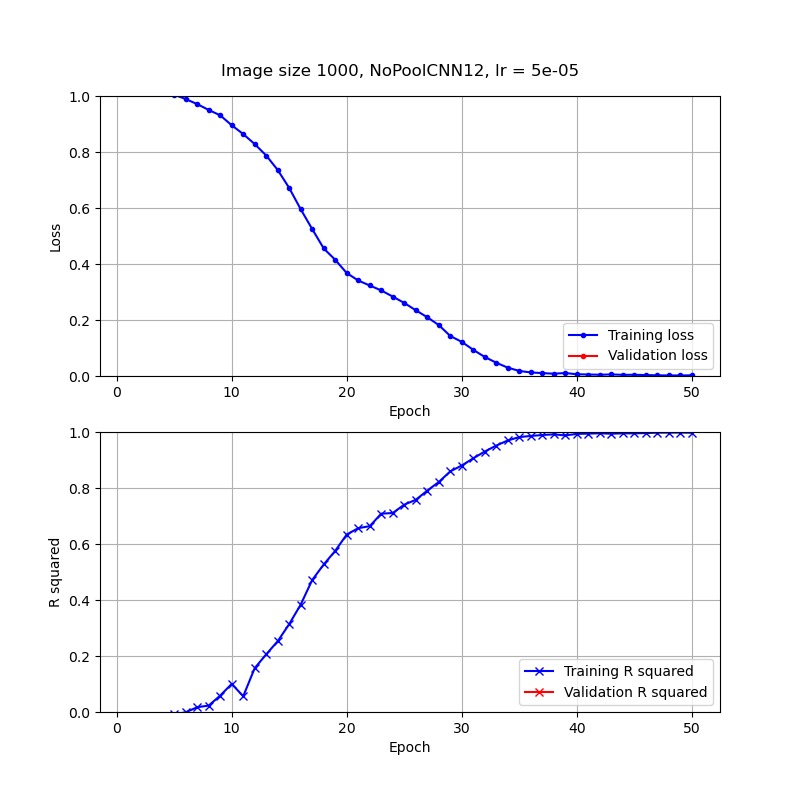 Image size 1000, NoPoolCNN12, lr = 5e-05
1.0
0.8
0.6
0.4
0.2
0.0
Loss
Training loss
Validation loss
0 10 20 30 40 50
Epoch
1.0
0.8
0.6
0.4
0.2
0.0
R squared
Training R squared
Validation R squared
0 10 20 30 40 50
Epoch